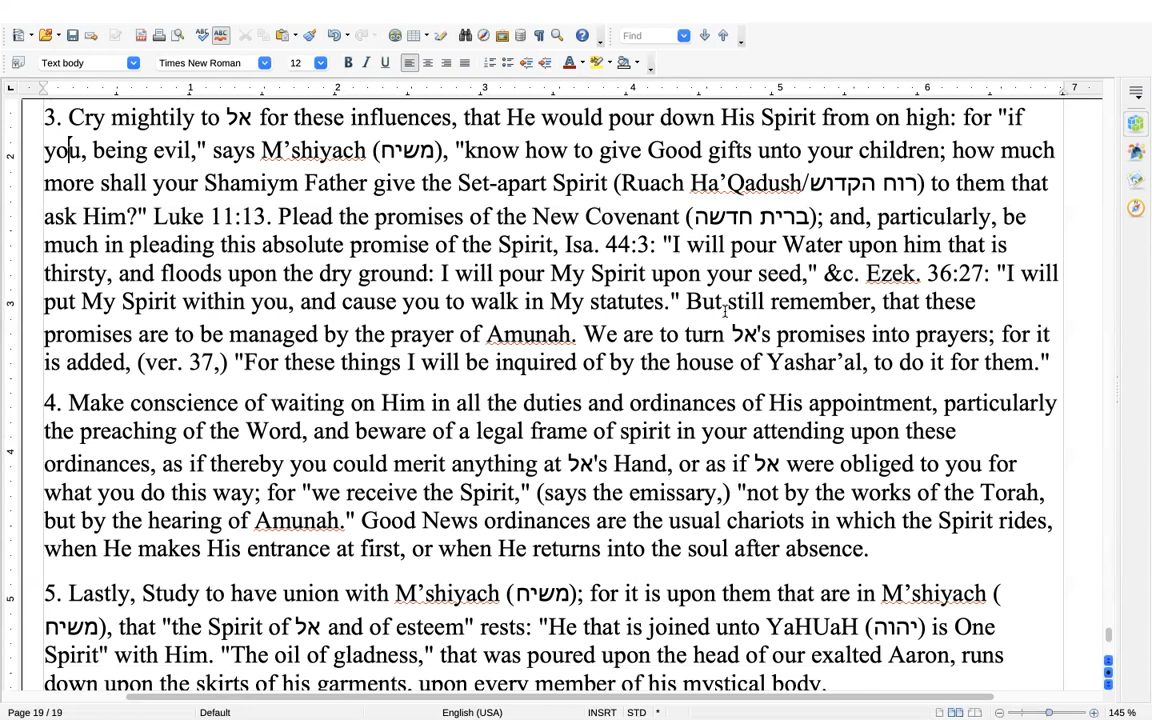 Find
Text body
Times New Roman
12
1 2 3 4 5 6 7
3. Cry mightily to אל for these influences, that He would pour down His Spirit from on high: for "if
you, being evil," says M’shiyach (משיח), "know how to give Good gifts unto your children; how much
more shall your Shamiym Father give the Set-apart Spirit (Ruach Ha’Qadush/רוח הקדוש) to them that
ask Him?" Luke 11:13. Plead the promises of the New Covenant (ברית חדשה); and, particularly, be
much in pleading this absolute promise of the Spirit, Isa. 44:3: "I will pour Water upon him that is
thirsty, and floods upon the dry ground: I will pour My Spirit upon your seed," &c. Ezek. 36:27: "I will
put My Spirit within you, and cause you to walk in My statutes." But still remember, that these
promises are to be managed by the prayer of Amunah. We are to turn אל's promises into prayers; for it
is added, (ver. 37,) "For these things I will be inquired of by the house of Yashar’al, to do it for them."
4. Make conscience of waiting on Him in all the duties and ordinances of His appointment, particularly
the preaching of the Word, and beware of a legal frame of spirit in your attending upon these
ordinances, as if thereby you could merit anything at אל's Hand, or as if אל were obliged to you for
what you do this way; for "we receive the Spirit," (says the emissary,) "not by the works of the Torah,
but by the hearing of Amunah." Good News ordinances are the usual chariots in which the Spirit rides,
when He makes His entrance at first, or when He returns into the soul after absence.
5. Lastly, Study to have union with M’shiyach (משיח); for it is upon them that are in M’shiyach (
משיח), that "the Spirit of אל and of esteem" rests: "He that is joined unto YaHUaH (יהוה) is One
Spirit" with Him. "The oil of gladness," that was poured upon the head of our exalted Aaron, runs
down upon the skirts of his garments, upon every member of his mystical body.
Page 19 / 19 Default English (USA) INSRT STD * 145 %